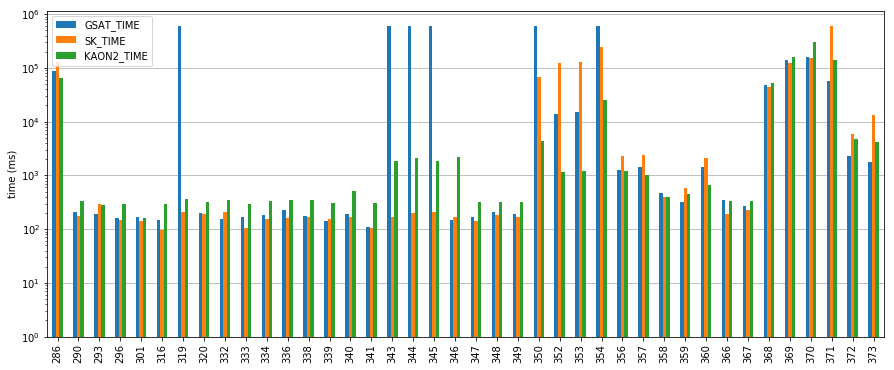 GSAT_TIME
SK_TIME
KAON2_TIME
time (ms)
10⁶
10⁵
10⁴
10³
10²
10¹
10⁰
286 290 293 296 301 316 319 320 332 333 334 336 338 339 340 341 343 344 345 346 347 348 349 350 352 353 354 356 357 358 359 360 366 367 368 369 370 371 372 373